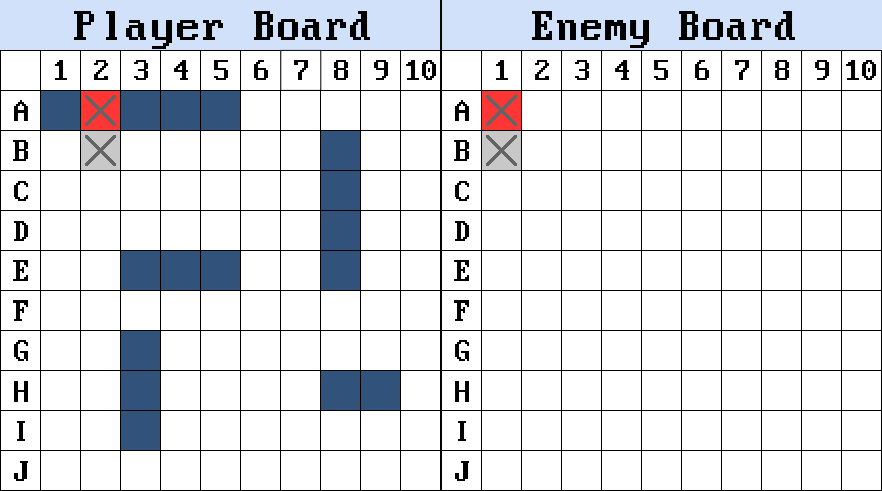 Player Board Enemy Board
1 2 3 4 5 6 7 8 9 10 1 2 3 4 5 6 7 8 9 10
A A
B B
C C
D D
E E
F F
G G
H H
I I
J J